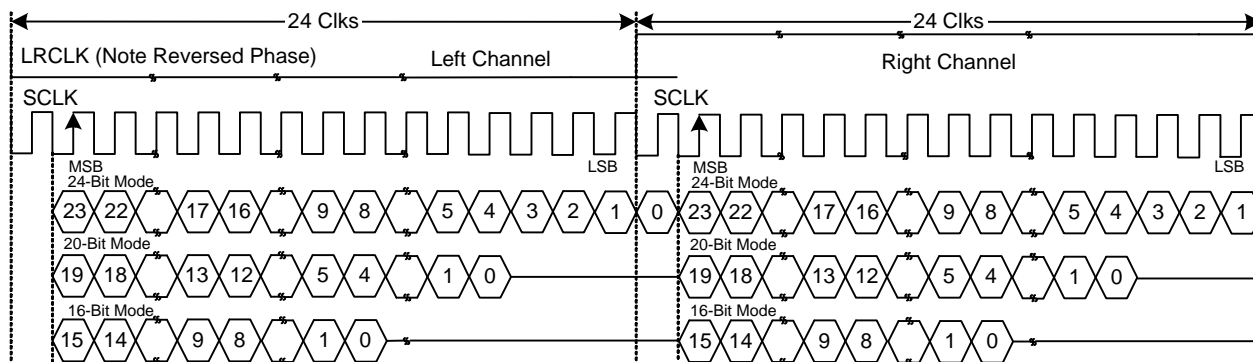 24 Clks 24 Clks
LRCLK (Note Reversed Phase) Left Channel Right Channel
SCLK SCLK
MSB LSB MSB LSB
24-Bit Mode 24-Bit Mode
23 22 17 16 9 8 5 4 3 2 1 0 23 22 17 16 9 8 5 4 3 2 1
20-Bit Mode 20-Bit Mode
19 18 13 12 5 4 1 0 19 18 13 12 5 4 1 0
16-Bit Mode 16-Bit Mode
15 14 9 8 1 0 15 14 9 8 1 0